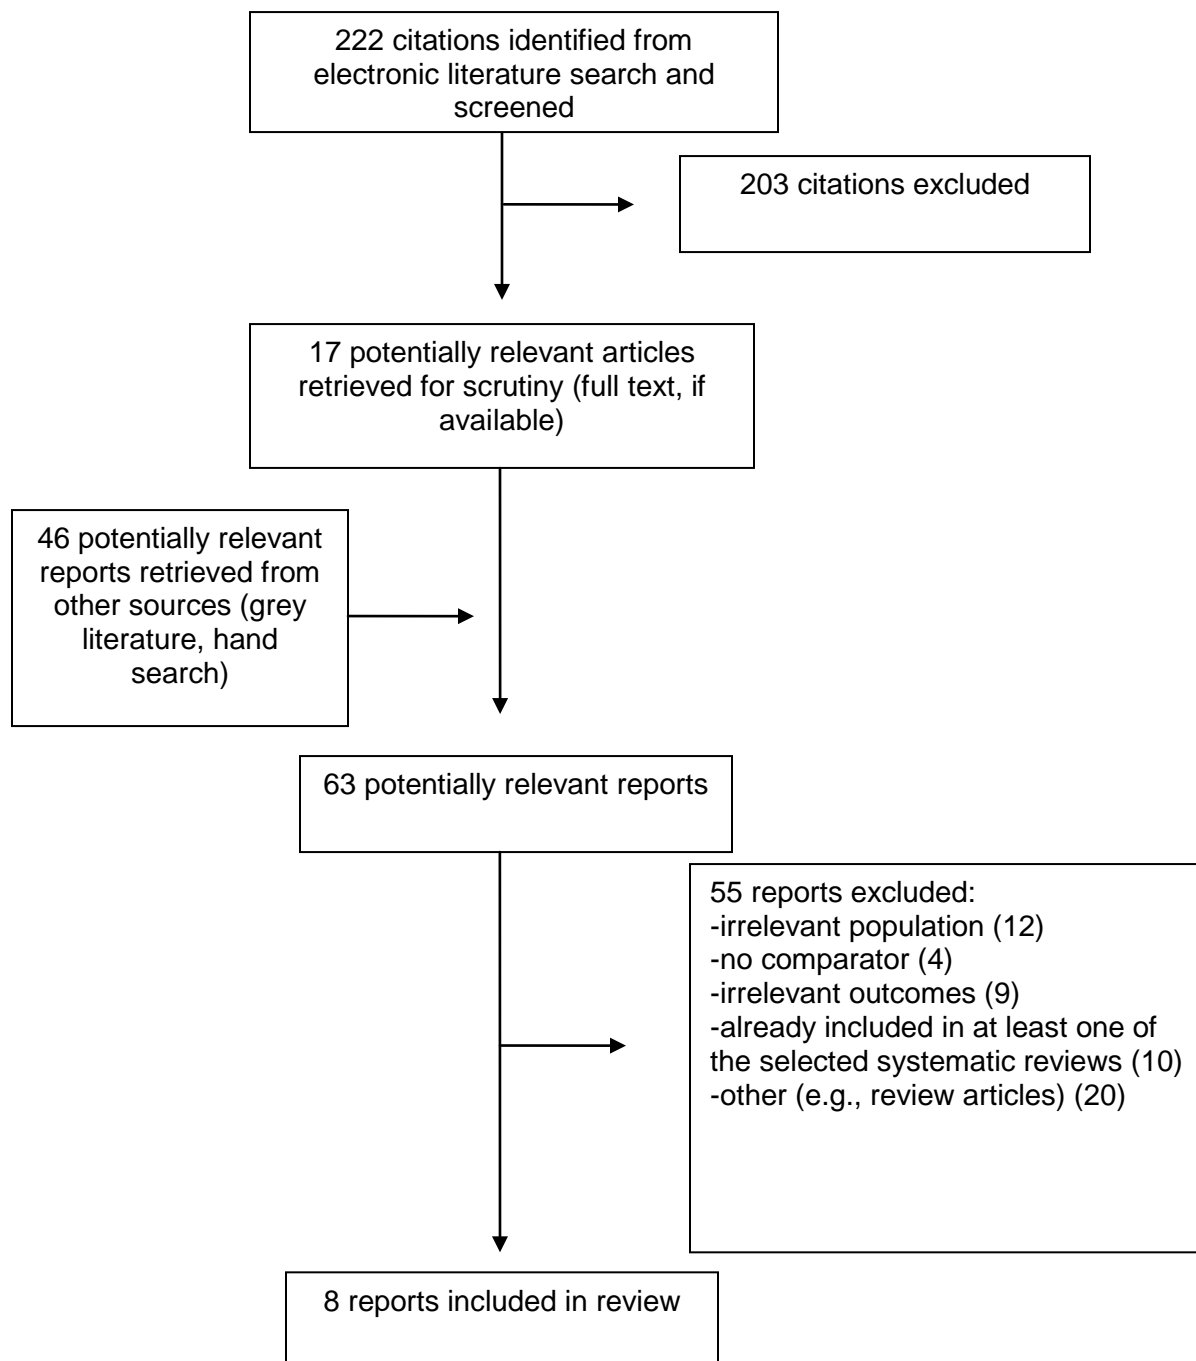 222 citations identified from
electronic literature search and
screened
203 citations excluded
17 potentially relevant articles
retrieved for scrutiny (full text, if
available)
46 potentially relevant
reports retrieved from
other sources (grey
literature, hand
search)
63 potentially relevant reports
55 reports excluded:
-irrelevant population (12)
-no comparator (4)
-irrelevant outcomes (9)
-already included in at least one of
the selected systematic reviews (10)
-other (e.g., review articles) (20)
8 reports included in review